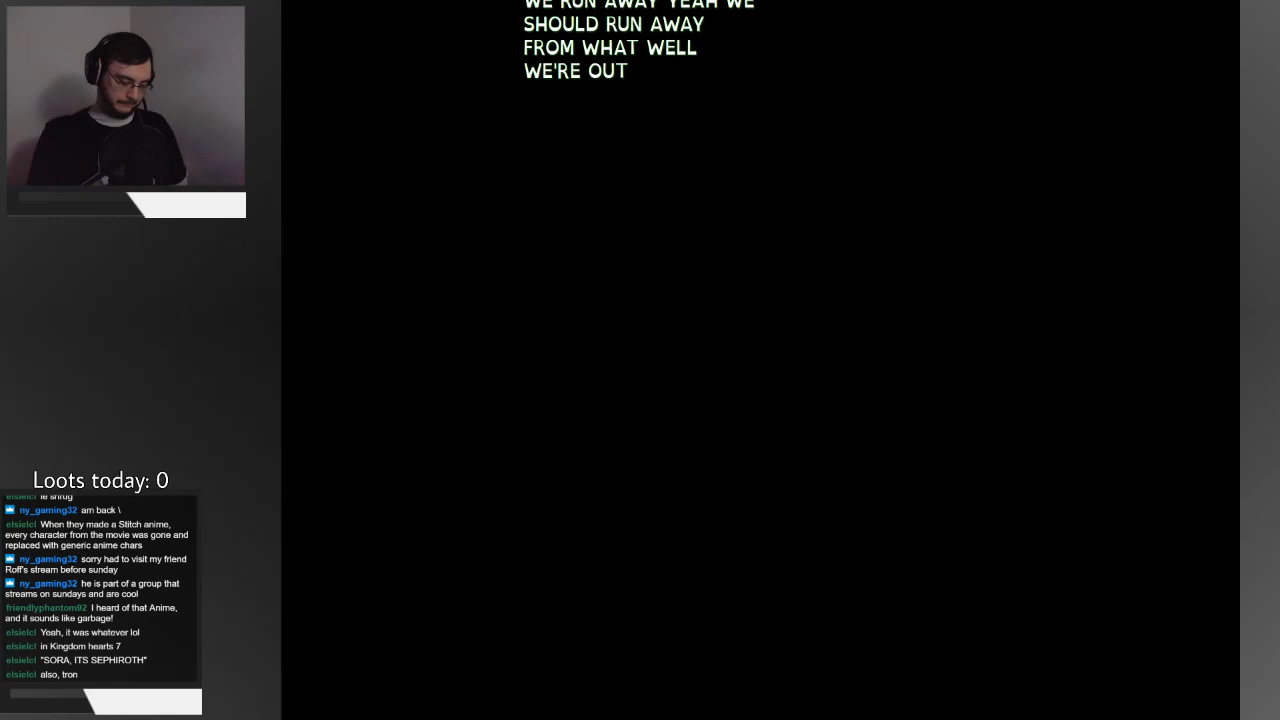 WE RUN AWAY YEAH WE
SHOULD RUN AWAY
FROM WHAT WELL
WE'RE OUT
Loots today: 0
elsielcl le shrug
ny_gaming32 am back \
elsielcl When they made a Stitch anime,
every character from the movie was gone and
replaced with generic anime chars
ny_gaming32 sorry had to visit my friend
Roff's stream before sunday
ny_gaming32 he is part of a group that
streams on sundays and are cool
friendlyphantom92 I heard of that Anime,
and it sounds like garbage!
elsielcl Yeah, it was whatever lol
elsielcl in Kingdom hearts 7
elsielcl "SORA, ITS SEPHIROTH"
elsielcl also, tron